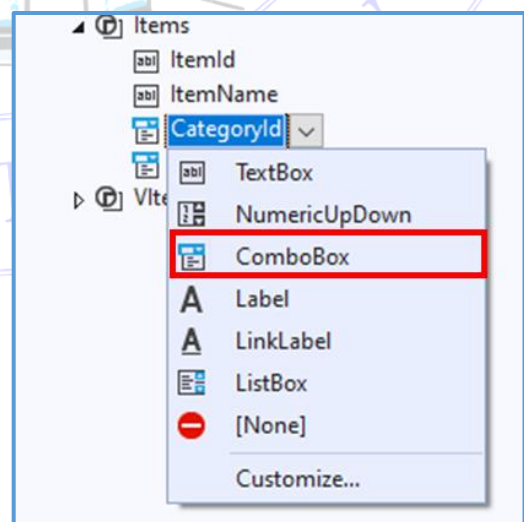 Items
ItemId
ItemName
CategoryId
TextBox
NumericUpDown
ComboBox
A Label
A LinkLabel
ListBox
[None]
Customize...